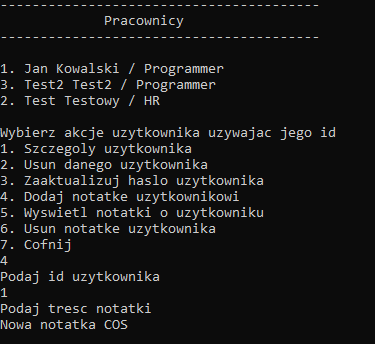 ----------------------------------------
Pracownicy
----------------------------------------
1. Jan Kowalski / Programmer
3. Test2 Test2 / Programmer
2. Test Testowy / HR
Wybierz akcje uzytkownika uzywajac jego id
1. Szczegoly uzytkownika
2. Usun danego uzytkownika
3. Zaaktualizuj haslo uzytkownika
4. Dodaj notatke uzytkownikowi
5. Wyswietl notatki o uzytkowniku
6. Usun notatke uzytkownika
7. Cofnij
4
Podaj id uzytkownika
1
Podaj tresc notatki
Nowa notatka COS